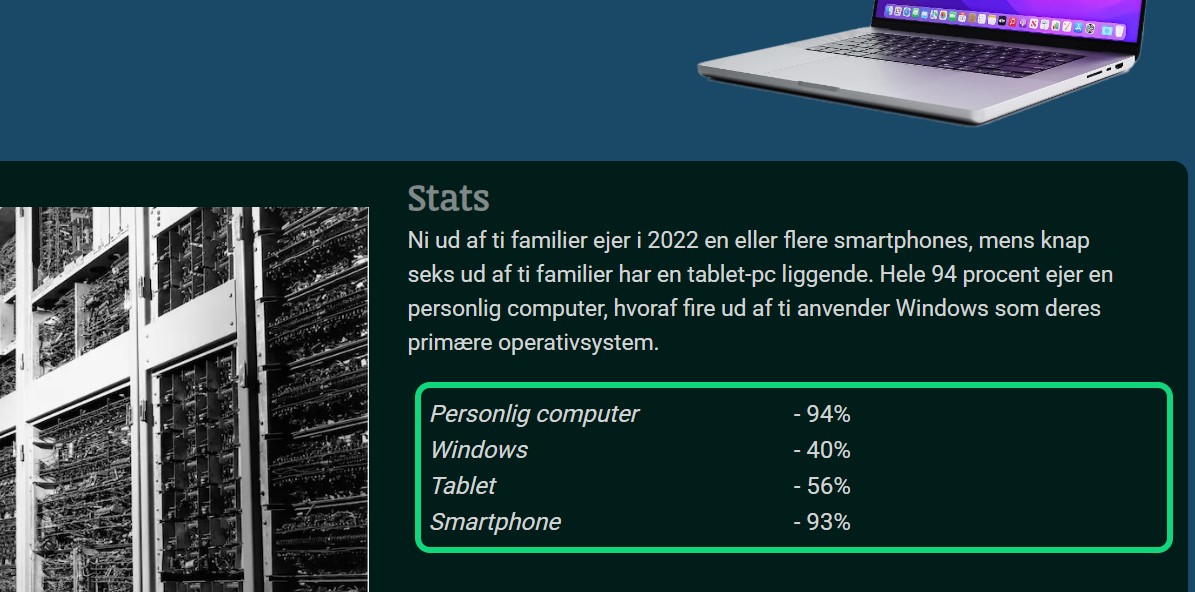 Stats
Ni ud af ti familier ejer i 2022 en eller flere smartphones, mens knap
seks ud af ti familier har en tablet-pc liggende. Hele 94 procent ejer en
personlig computer, hvoraf fire ud af ti anvender Windows som deres
primære operativsystem.
Personlig computer - 94%
Windows - 40%
Tablet - 56%
Smartphone - 93%